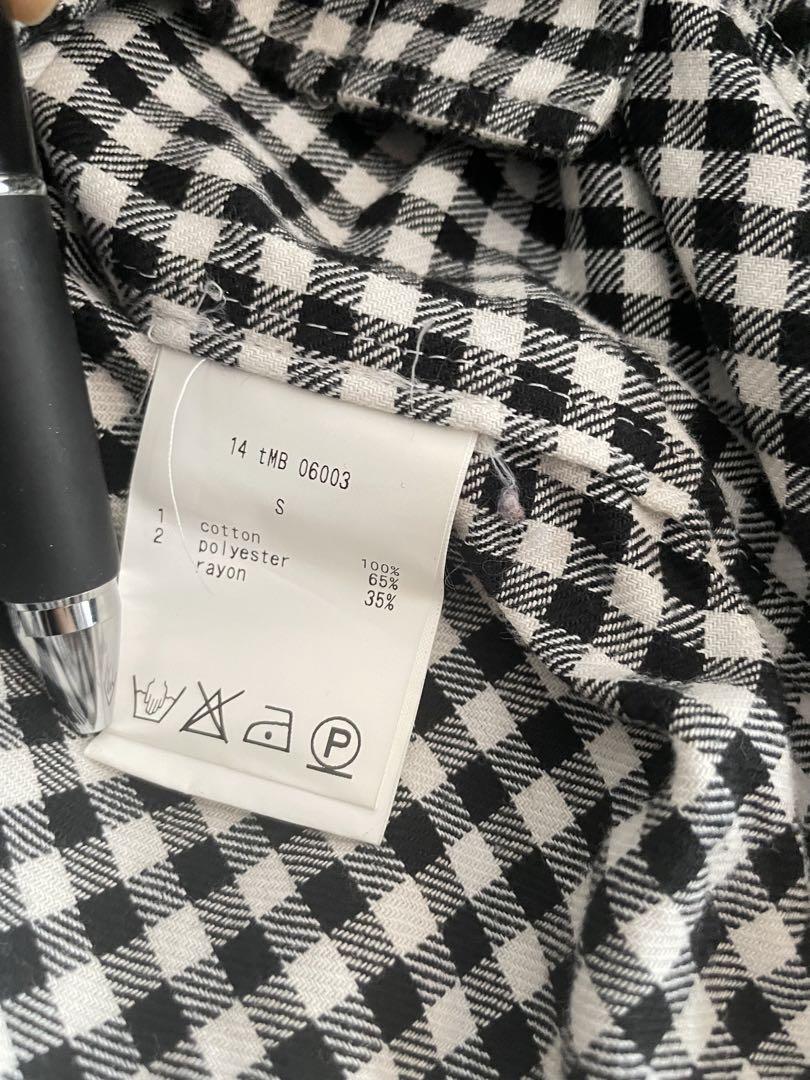 14 tMB 06003
S
1 cotton 100%
2 polyester 65%
rayon 35%
P